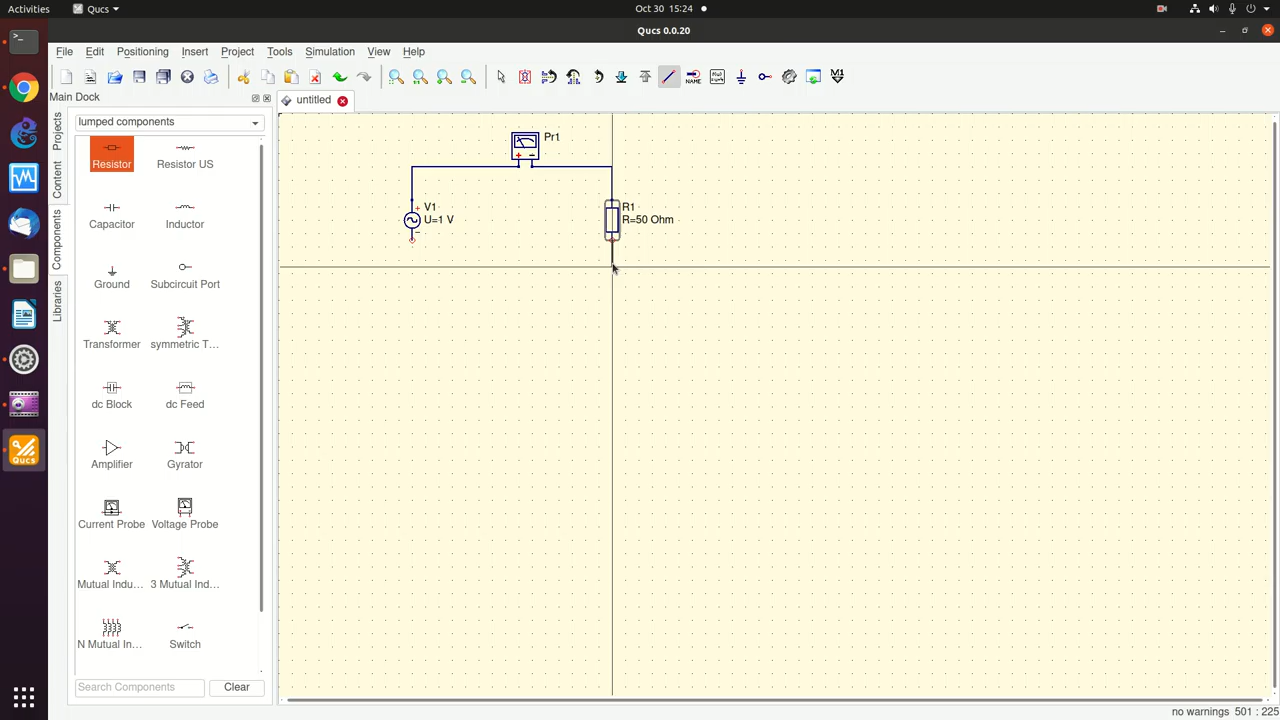 Activities
Qucs
Oct 30 15:24
Qucs 0.0.20
File Edit Positioning Insert Project Tools Simulation View Help
NAME
Main Dock
untitled
Projects
Content
Components
Libraries
lumped components
Resistor Resistor US
Capacitor Inductor
Ground Subcircuit Port
Transformer symmetric T...
dc Block dc Feed
Amplifier Gyrator
Current Probe Voltage Probe
Mutual Indu... 3 Mutual Ind...
N Mutual In... Switch
Search Components Clear
Pr1
V1
U=1 V
R1
R=50 Ohm
no warnings 501 : 225